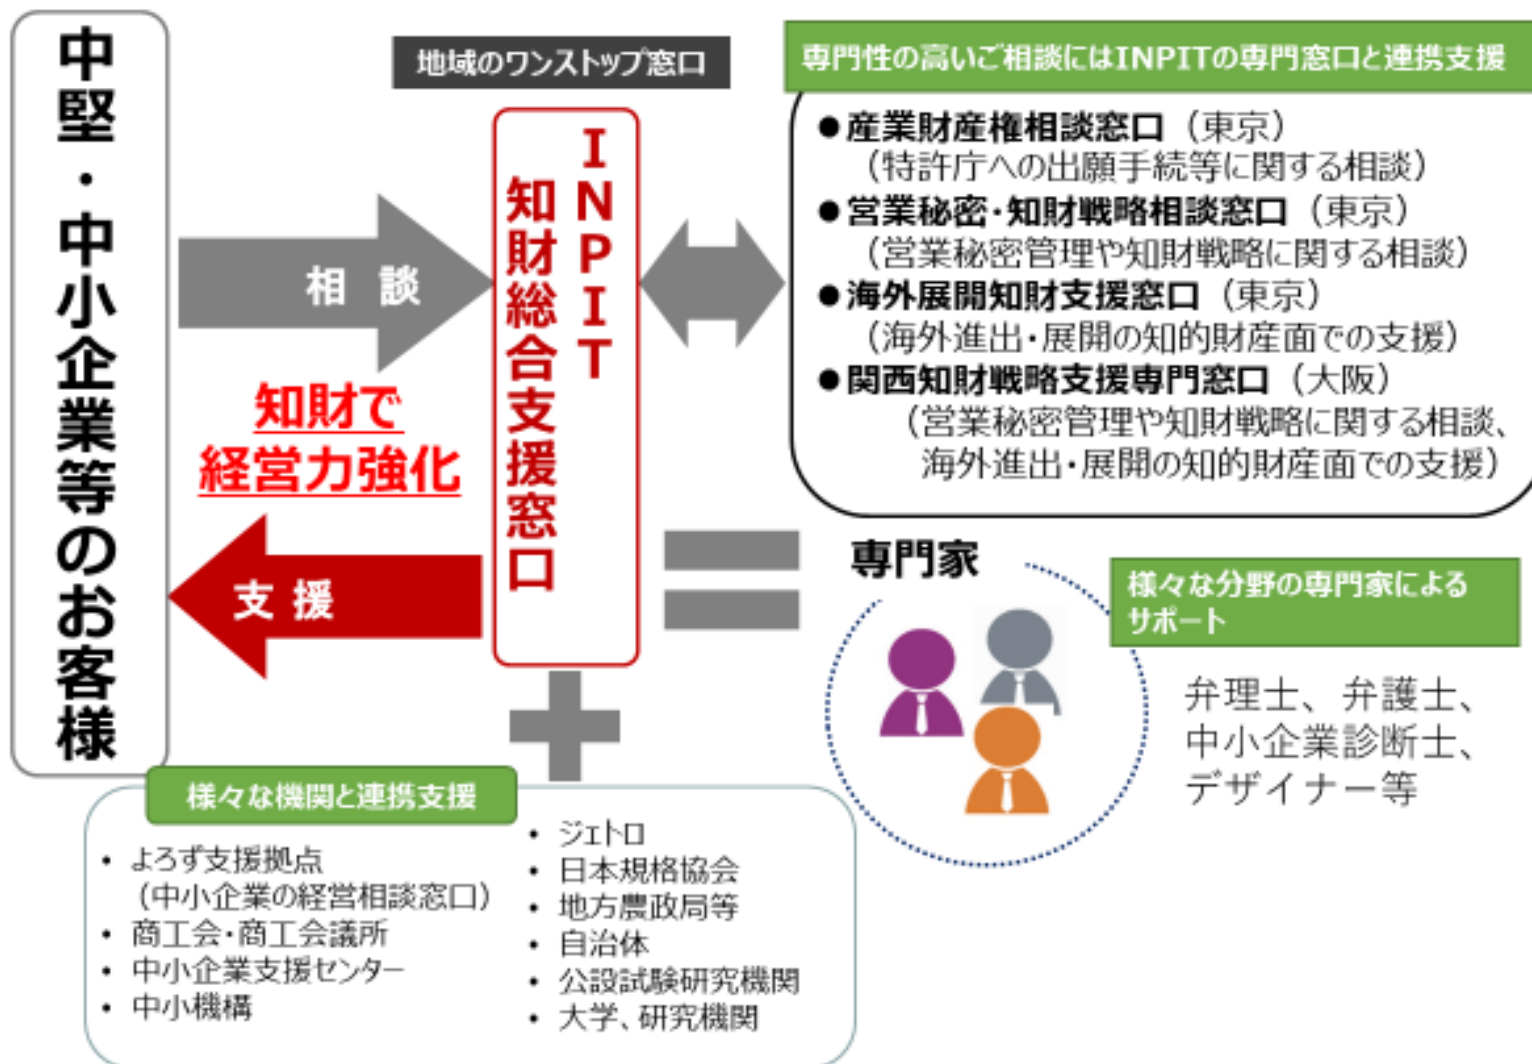 中堅・中小企業等のお客様
地域のワンストップ窓口
相 談
知財で
経営力強化
支 援
INPIT
知財総合支援窓口
専門性の高いご相談にはINPITの専門窓口と連携支援
●産業財産権相談窓口（東京）
（特許庁への出願手続等に関する相談）
●営業秘密・知財戦略相談窓口（東京）
（営業秘密管理や知財戦略に関する相談）
●海外展開知財支援窓口（東京）
（海外進出・展開の知的財産面での支援）
●関西知財戦略支援専門窓口（大阪）
（営業秘密管理や知財戦略に関する相談、
海外進出・展開の知的財産面での支援）
専門家
様々な分野の専門家による
サポート
弁理士、弁護士、
中小企業診断士、
デザイナー等
様々な機関と連携支援
• よろず支援拠点
（中小企業の経営相談窓口）
• 商工会・商工会議所
• 中小企業支援センター
• 中小機構
• ジェトロ
• 日本規格協会
• 地方農政局等
• 自治体
• 公設試験研究機関
• 大学、研究機関